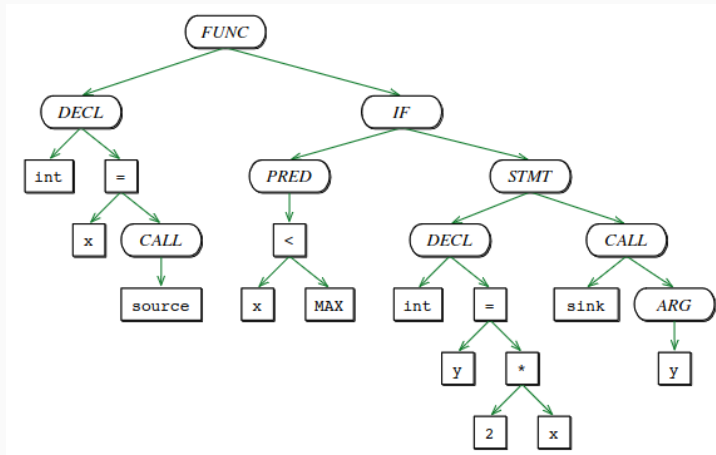 FUNC
DECL IF
int = PRED STMT
x CALL < DECL CALL
source x MAX int = sink ARG
y * y
2 x